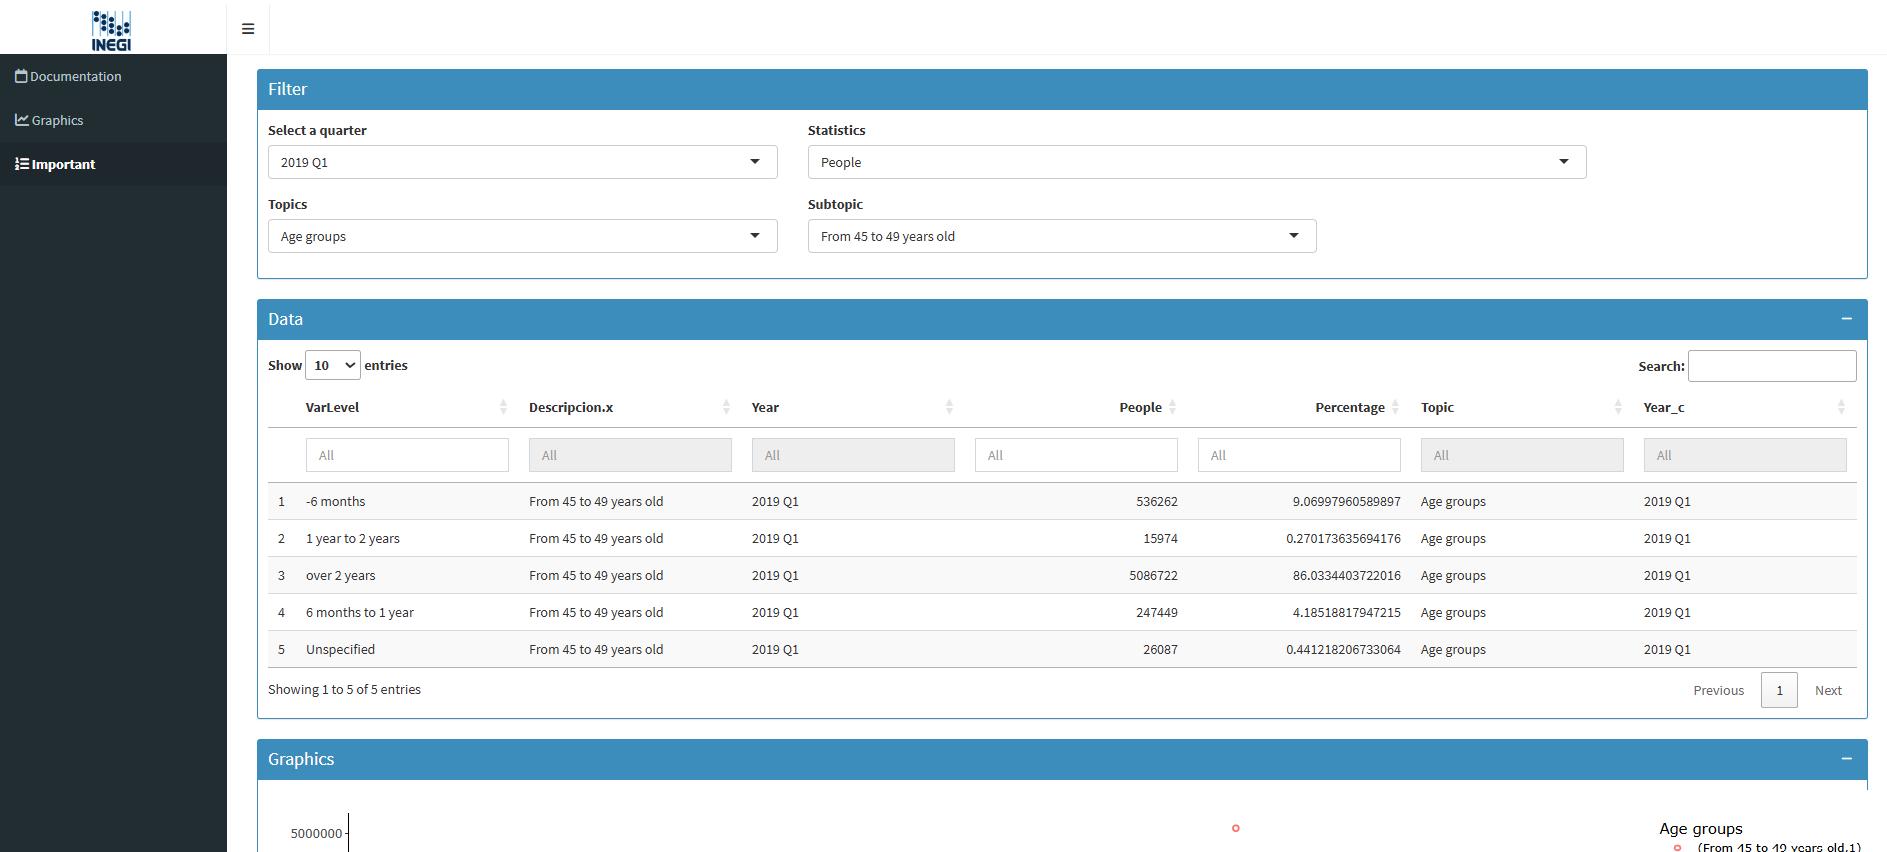 INEGI
Documentation
Graphics
Important
Filter
Select a quarter
Statistics
2019 Q1
People
Topics
Subtopic
Age groups
From 45 to 49 years old
Data
Show 10 entries
Search:
VarLevel Descripcion.x Year People Percentage Topic Year_c
All All All All All All All
1 -6 months From 45 to 49 years old 2019 Q1 536262 9.06997960589897 Age groups 2019 Q1
2 1 year to 2 years From 45 to 49 years old 2019 Q1 15974 0.270173635694176 Age groups 2019 Q1
3 over 2 years From 45 to 49 years old 2019 Q1 5086722 86.0334403722016 Age groups 2019 Q1
4 6 months to 1 year From 45 to 49 years old 2019 Q1 247449 4.18518817947215 Age groups 2019 Q1
5 Unspecified From 45 to 49 years old 2019 Q1 26087 0.441218206733064 Age groups 2019 Q1
Showing 1 to 5 of 5 entries
Previous 1 Next
Graphics
5000000
Age groups
(From 45 to 49 years old,1)